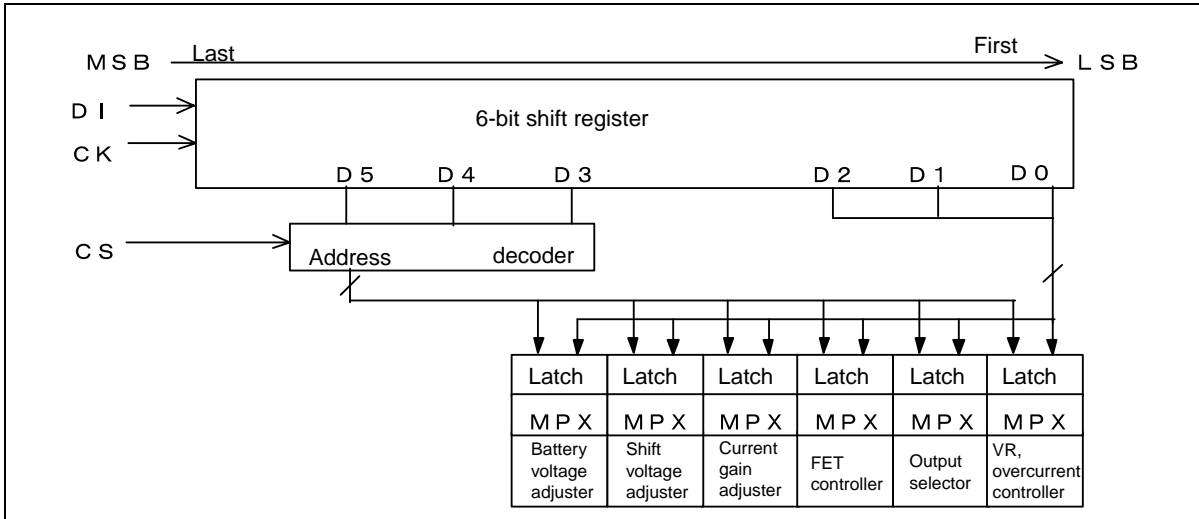 Last First
MSB LSB
DI
6-bit shift register
CK
D5 D4 D3 D2 D1 D0
CS
Address decoder
Latch Latch Latch Latch Latch Latch
MPX MPX MPX MPX MPX MPX
Battery voltage adjuster
Shift voltage adjuster
Current gain adjuster
FET controller
Output selector
VR, overcurrent controller